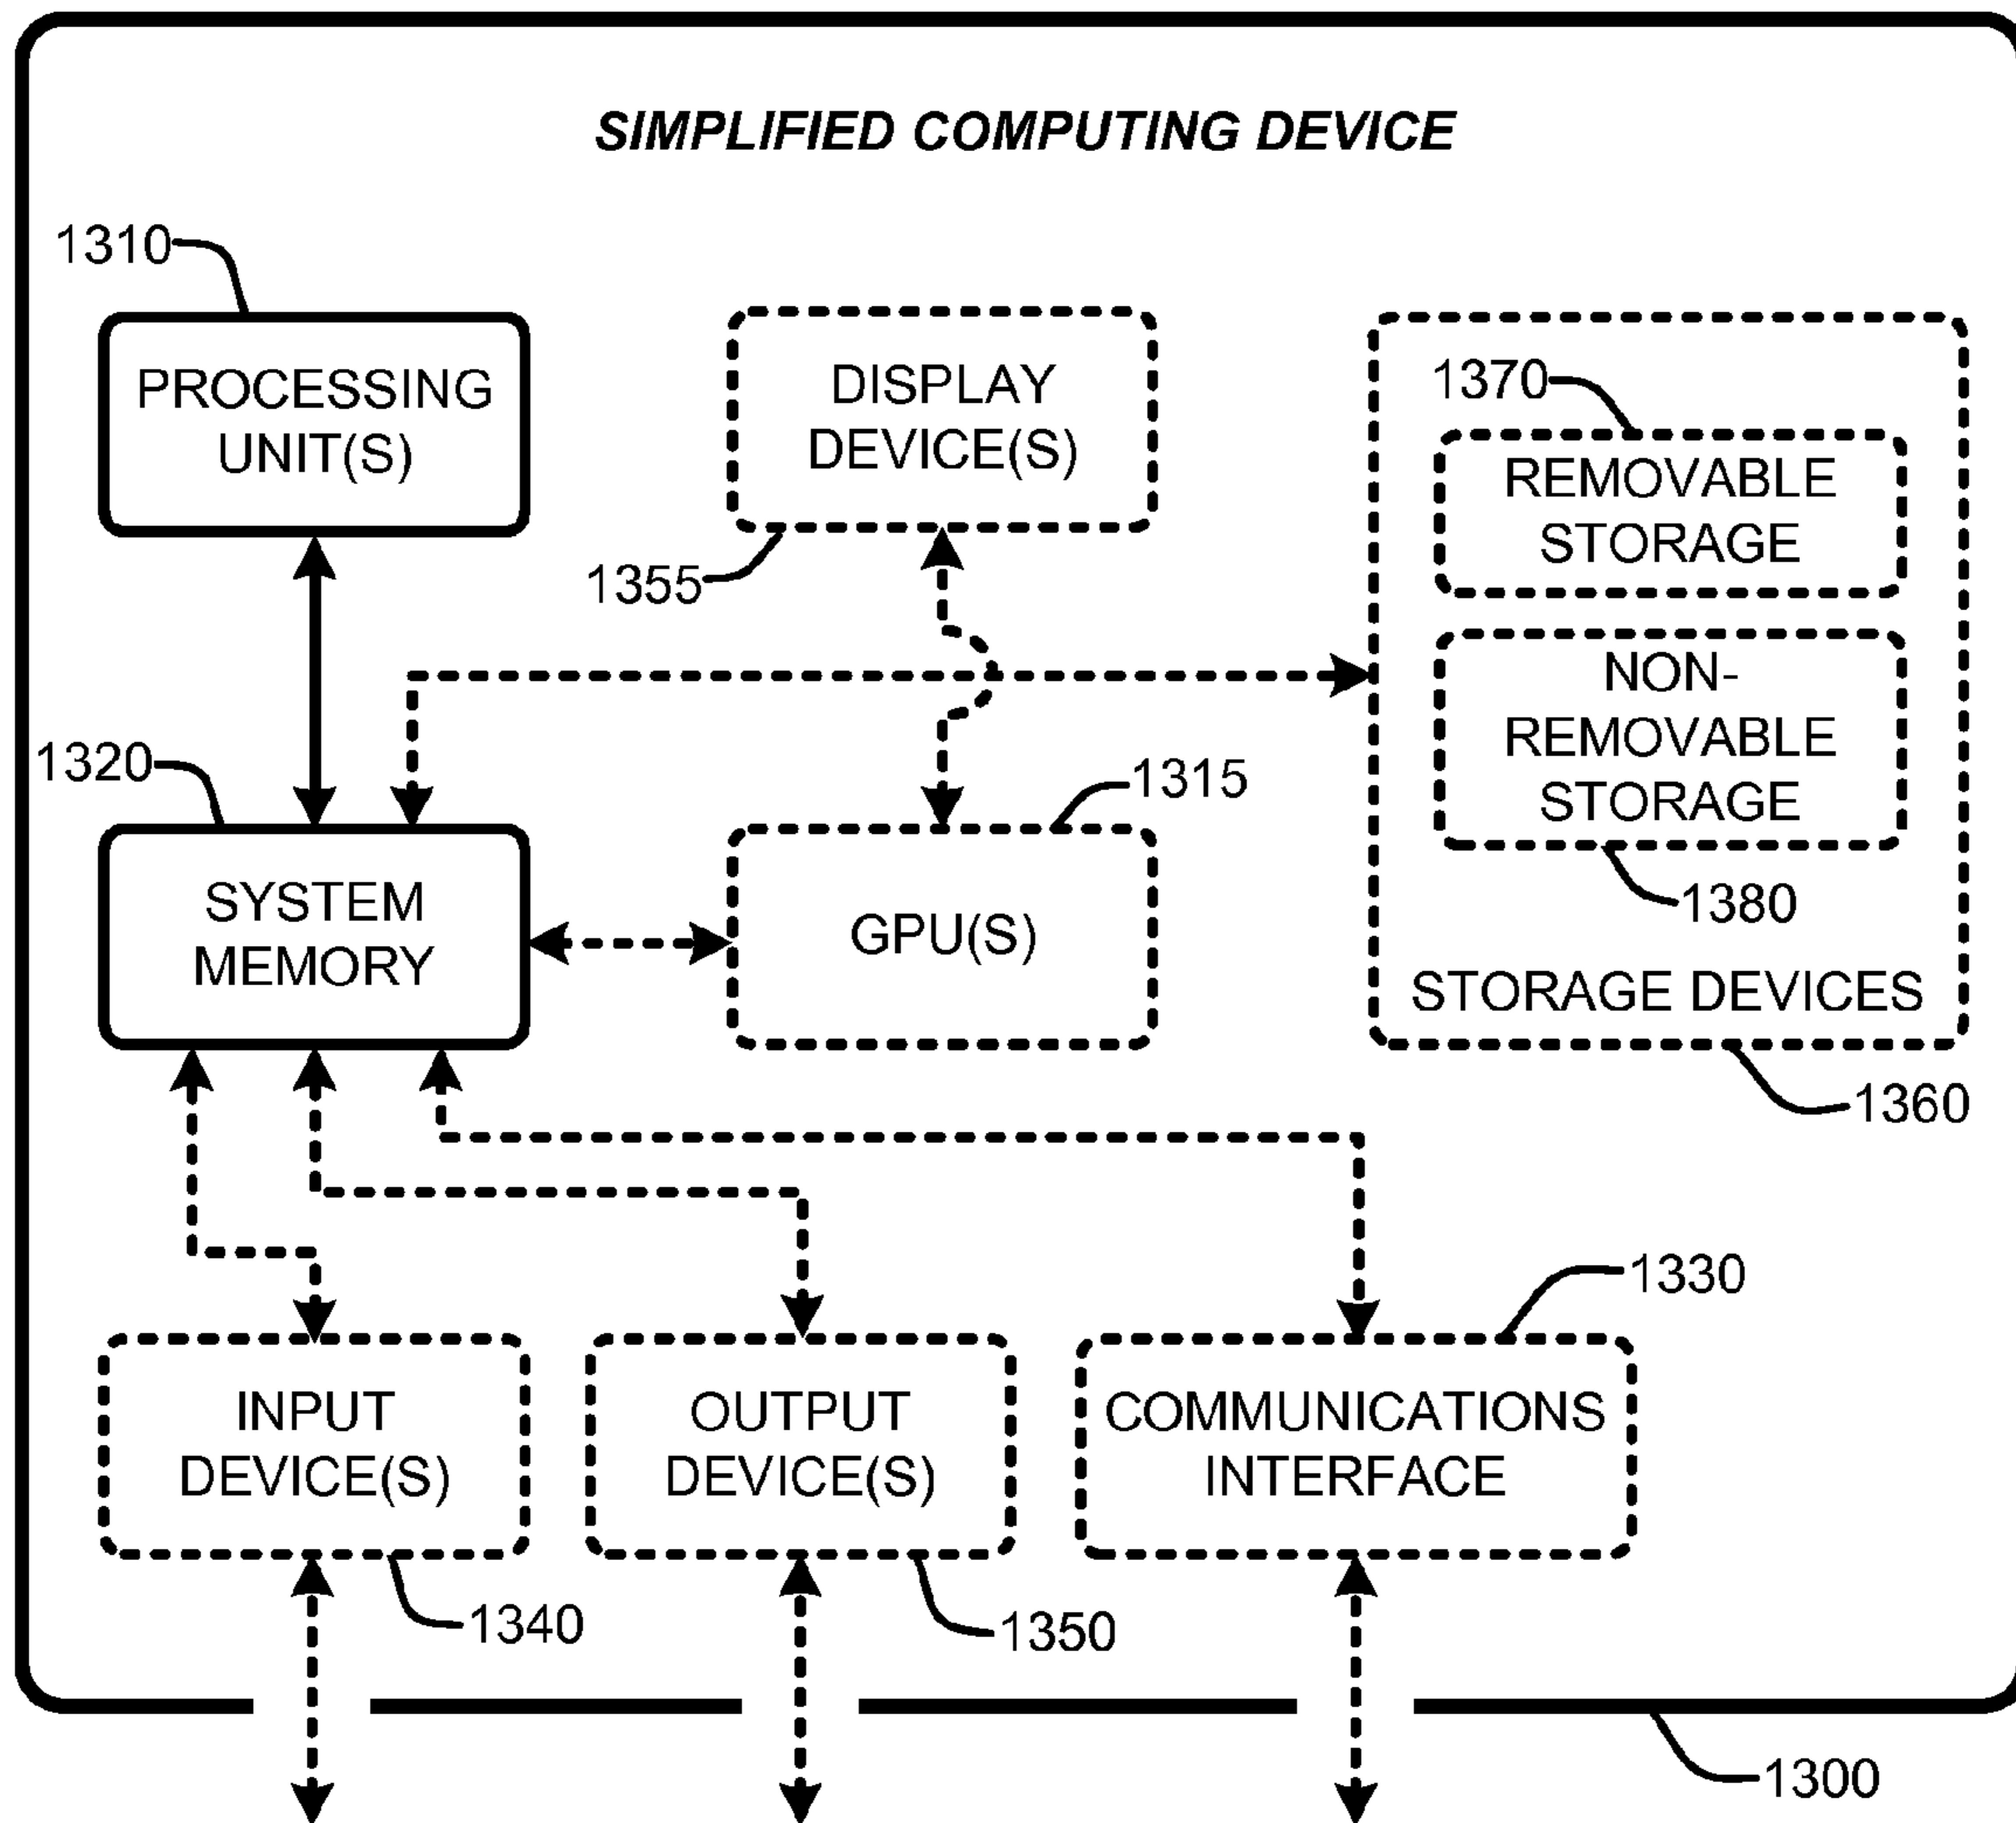 SIMPLIFIED COMPUTING DEVICE
1310
PROCESSING
UNIT(S)
DISPLAY
DEVICE(S)
1355
1370
REMOVABLE
STORAGE
NON-
REMOVABLE
STORAGE
1380
STORAGE DEVICES
1360
1320
SYSTEM
MEMORY
1315
GPU(S)
1330
INPUT
DEVICE(S)
1340
OUTPUT
DEVICE(S)
1350
COMMUNICATIONS
INTERFACE
1300